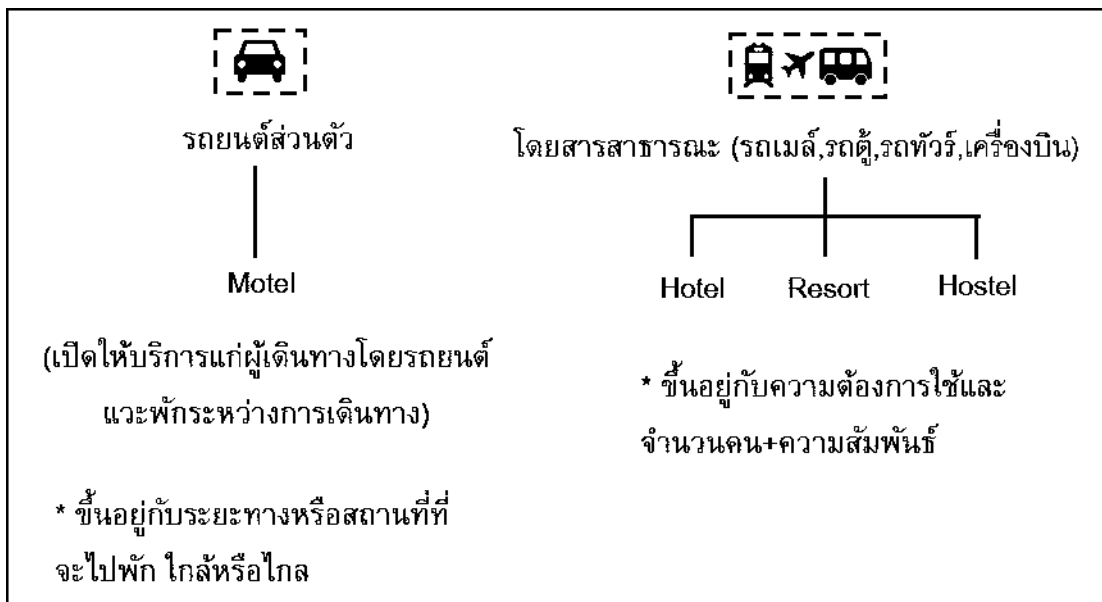 รถยนต์ส่วนตัว
Motel
(เปิดให้บริการแก่ผู้เดินทางโดยรถยนต์
แวะพักระหว่างการเดินทาง)
* ขึ้นอยู่กับระยะทางหรือสถานที่ที่
จะไปพัก ใกล้หรือไกล
โดยสารสาธารณะ (รถเมล์,รถตู้,รถทัวร์,เครื่องบิน)
Hotel
Resort
Hostel
* ขึ้นอยู่กับความต้องการใช้และ
จำนวนคน+ความสัมพันธ์